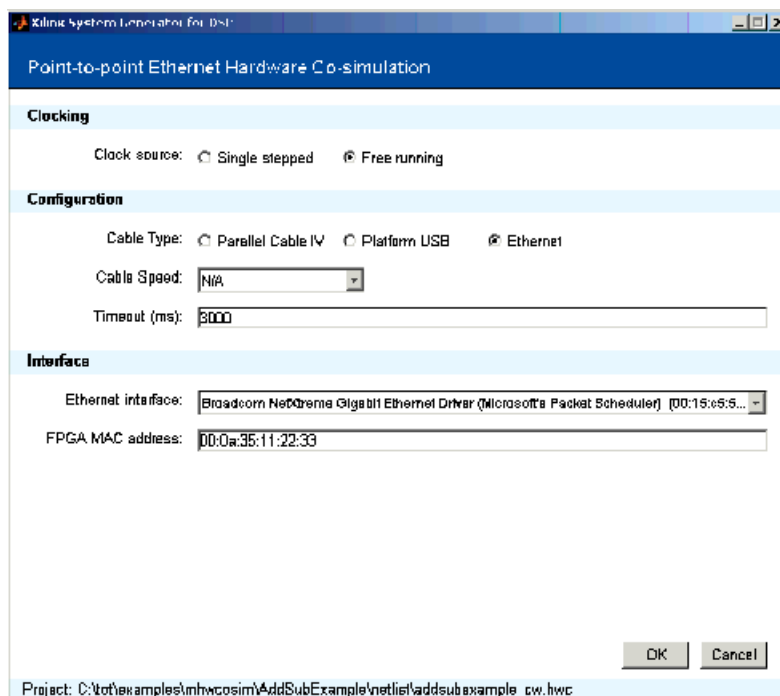 Xilinx System Generator for DSP
Point-to-point Ethernet Hardware Co-simulation
Clocking
Clock source: Single stepped Free running
Configuration
Cable Type: Parallel Cable IV Platform USB Ethernet
Cable Speed: N/A
Timeout (ms): 3000
Interface
Ethernet interface: Broadcom NetXtreme Gigabit Ethernet Driver (Microsoft's Packet Scheduler) (00:15:c5:5...
FPGA MAC address: 00:0a:35:11:22:33
OK Cancel
Project: C:\tot\examples\mhwcosim\AddSubExample\netlist\addsubexample_cw.hwc